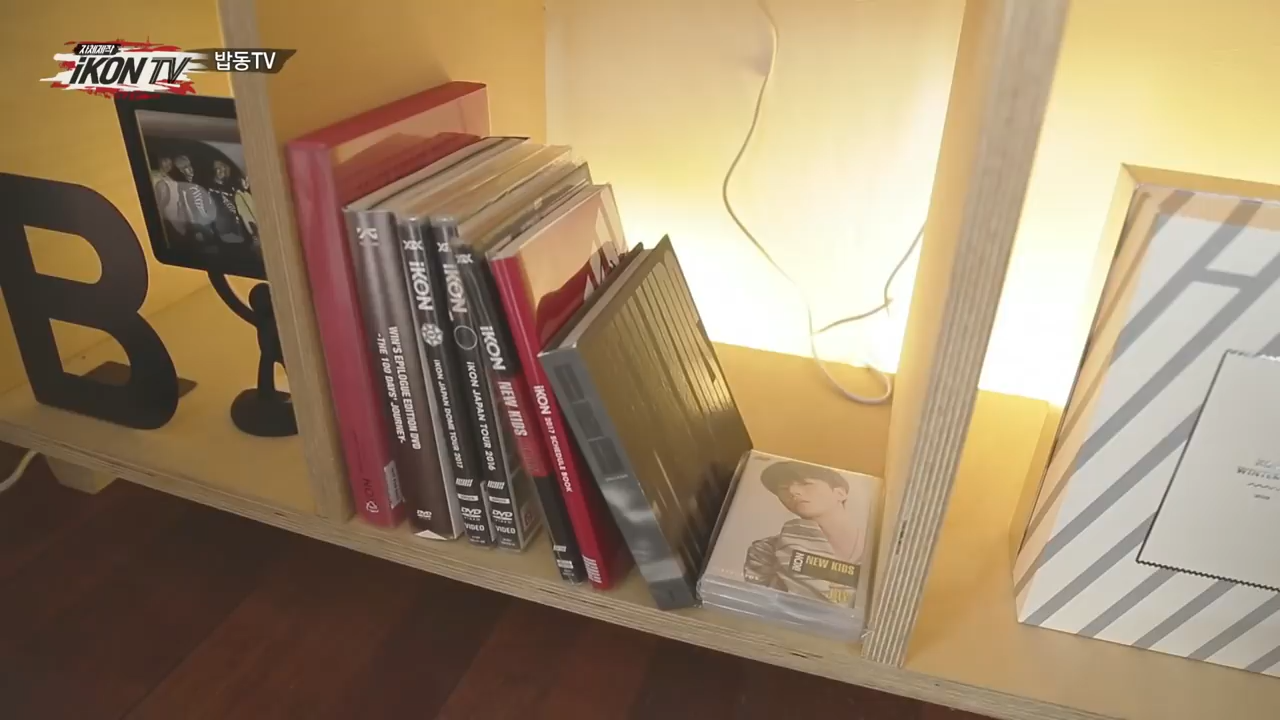 자체제작
iKON TV
밥동TV
B
YG
WIN'S EPILOGUE EDITION DVD
-THE 100 DAYS' JOURNEY-
DVD
iKON
iKON JAPAN DOME TOUR 2017
DVD
VIDEO
iKON
iKON JAPAN TOUR 2016
DVD
VIDEO
iKON
NEW KIDS
iKON 2017 SCHEDULE BOOK
iKON
NEW KIDS
WINTER